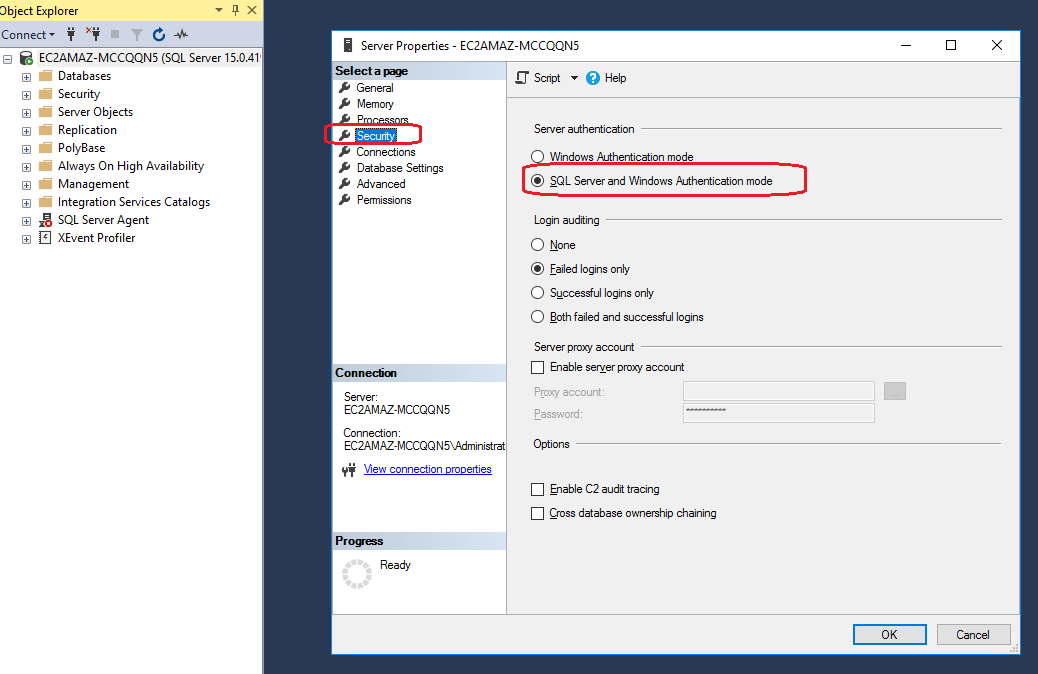 Object Explorer
Connect
EC2AMAZ-MCCQQN5 (SQL Server 15.0.419
Databases
Security
Server Objects
Replication
PolyBase
Always On High Availability
Management
Integration Services Catalogs
SQL Server Agent
XEvent Profiler
Server Properties - EC2AMAZ-MCCQQN5
Select a page
General
Memory
Processors
Security
Connections
Database Settings
Advanced
Permissions
Connection
Server:
EC2AMAZ-MCCQQN5
Connection:
EC2AMAZ-MCCQQN5\Administrat
View connection properties
Progress
Ready
Script
Help
Server authentication
Windows Authentication mode
SQL Server and Windows Authentication mode
Login auditing
None
Failed logins only
Successful logins only
Both failed and successful logins
Server proxy account
Enable server proxy account
Proxy account:
...
Password:
**********
Options
Enable C2 audit tracing
Cross database ownership chaining
OK
Cancel